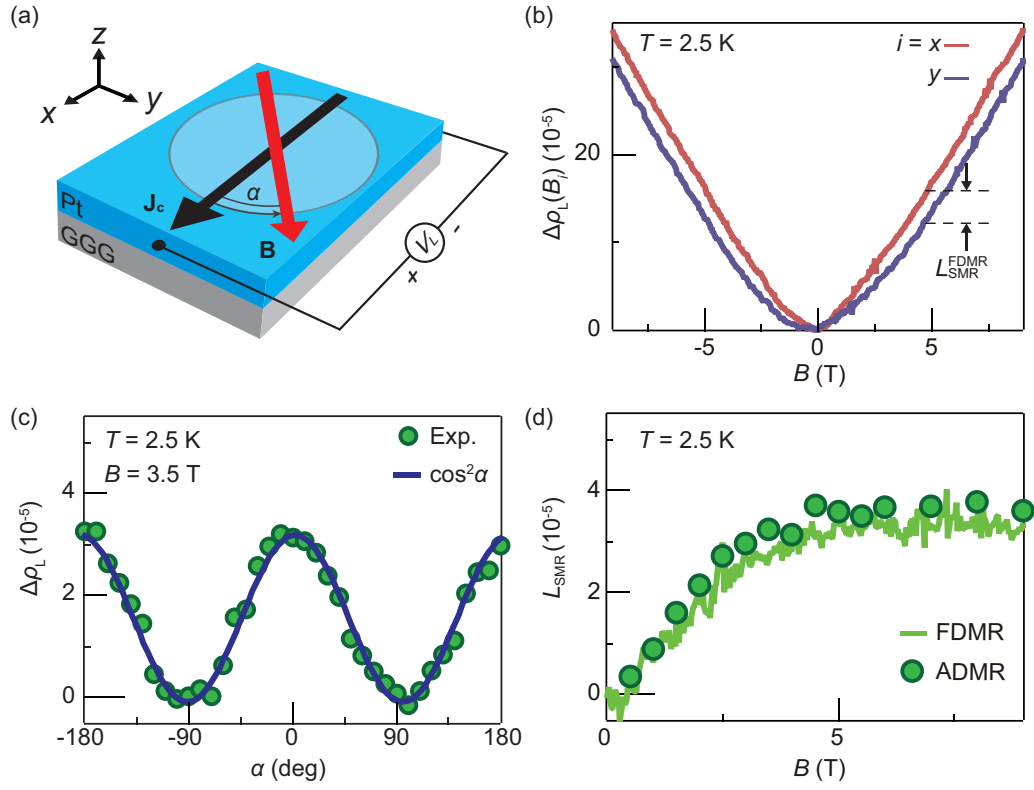 (a)
z
x
y
α
J_c
B
Pt
GGG
V_L
-
+
(b)
T = 2.5 K
i = x
y
Δρ_L(B_i) (10^-5)
20
0
L_SMR^FDMR
-5
0
5
B (T)
(c)
T = 2.5 K
B = 3.5 T
Exp.
cos²α
Δρ_L (10^-5)
4
2
0
-180
-90
0
90
180
α (deg)
(d)
T = 2.5 K
L_SMR (10^-5)
4
2
0
FDMR
ADMR
0
5
B (T)